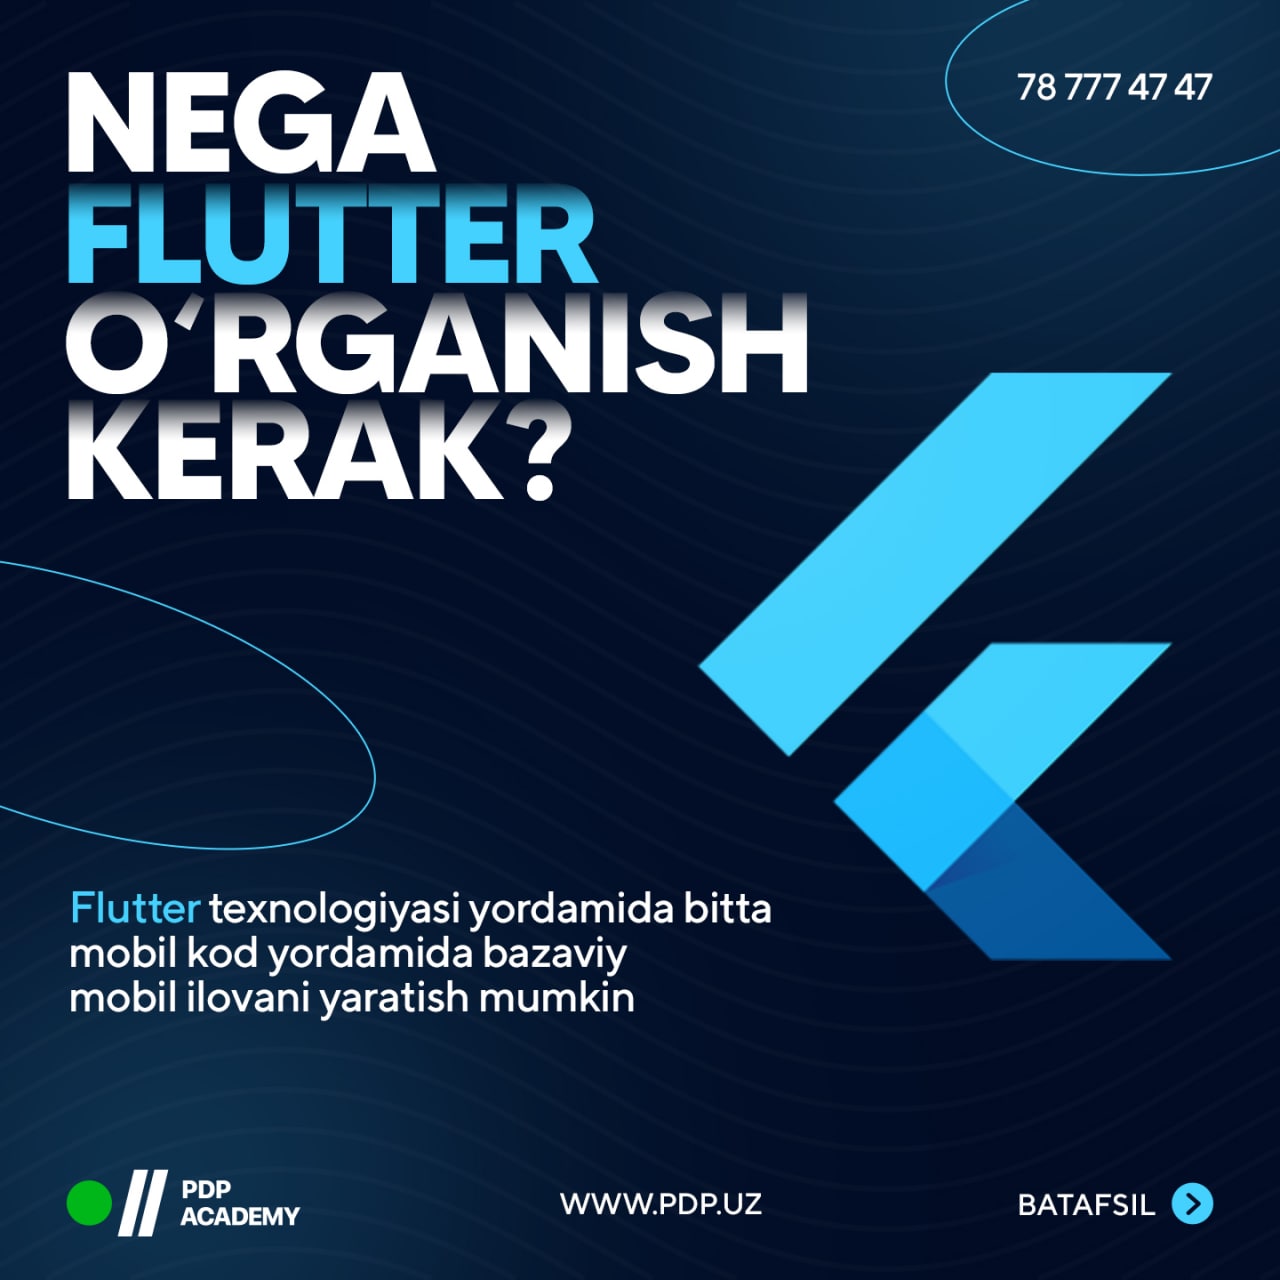 NEGA
FLUTTER
O‘RGANISH
KERAK?
78 777 47 47
Flutter texnologiyasi yordamida bitta
mobil kod yordamida bazaviy
mobil ilovani yaratish mumkin
PDP
ACADEMY
WWW.PDP.UZ
BATAFSIL